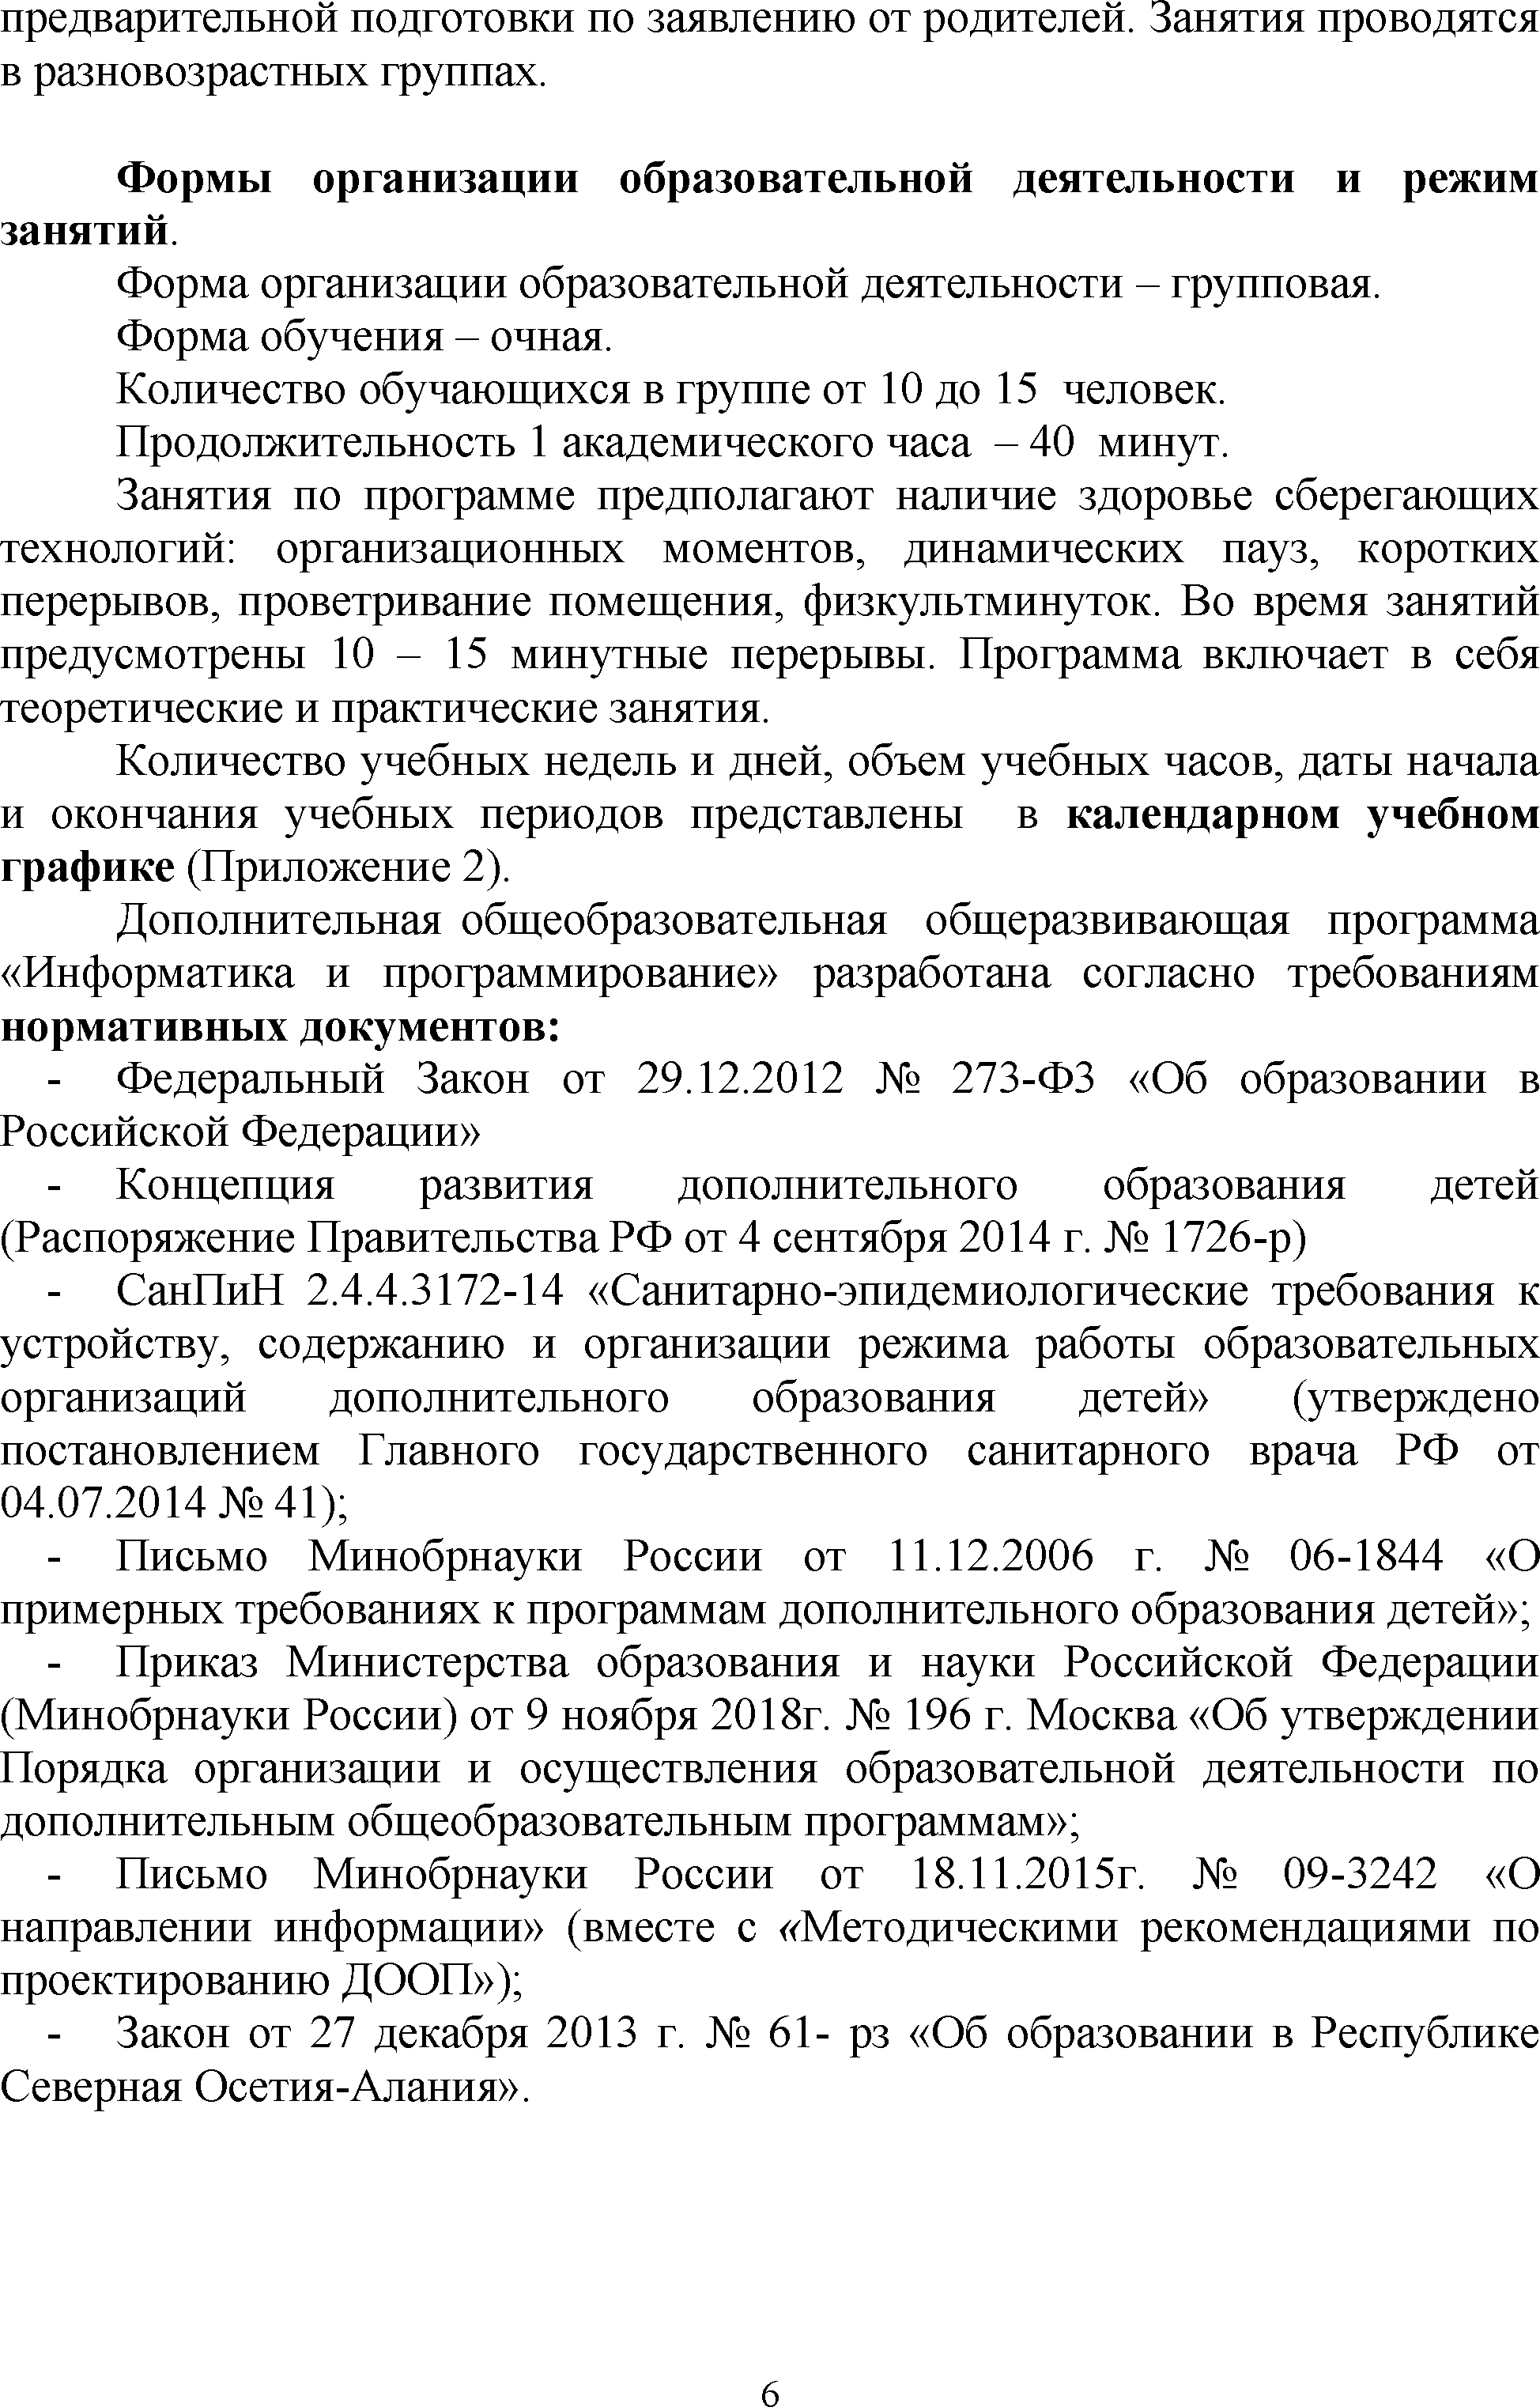 предварительной подготовки по заявлению от родителей. Занятия проводятся
в разновозрастных группах.
Формы организации образовательной деятельности и режим
занятий.
Форма организации образовательной деятельности – групповая.
Форма обучения – очная.
Количество обучающихся в группе от 10 до 15 человек.
Продолжительность 1 академического часа – 40 минут.
Занятия по программе предполагают наличие здоровье сберегающих
технологий: организационных моментов, динамических пауз, коротких
перерывов, проветривание помещения, физкультминуток. Во время занятий
предусмотрены 10 – 15 минутные перерывы. Программа включает в себя
теоретические и практические занятия.
Количество учебных недель и дней, объем учебных часов, даты начала
и окончания учебных периодов представлены в календарном учебном
графике (Приложение 2).
Дополнительная общеобразовательная общеразвивающая программа
«Информатика и программирование» разработана согласно требованиям
нормативных документов:
- Федеральный Закон от 29.12.2012 № 273-ФЗ «Об образовании в
Российской Федерации»
- Концепция развития дополнительного образования детей
(Распоряжение Правительства РФ от 4 сентября 2014 г. № 1726-р)
- СанПиН 2.4.4.3172-14 «Санитарно-эпидемиологические требования к
устройству, содержанию и организации режима работы образовательных
организаций дополнительного образования детей» (утверждено
постановлением Главного государственного санитарного врача РФ от
04.07.2014 № 41);
- Письмо Минобрнауки России от 11.12.2006 г. № 06-1844 «О
примерных требованиях к программам дополнительного образования детей»;
- Приказ Министерства образования и науки Российской Федерации
(Минобрнауки России) от 9 ноября 2018г. № 196 г. Москва «Об утверждении
Порядка организации и осуществления образовательной деятельности по
дополнительным общеобразовательным программам»;
- Письмо Минобрнауки России от 18.11.2015г. № 09-3242 «О
направлении информации» (вместе с «Методическими рекомендациями по
проектированию ДООП»);
- Закон от 27 декабря 2013 г. № 61- рз «Об образовании в Республике
Северная Осетия-Алания».
6